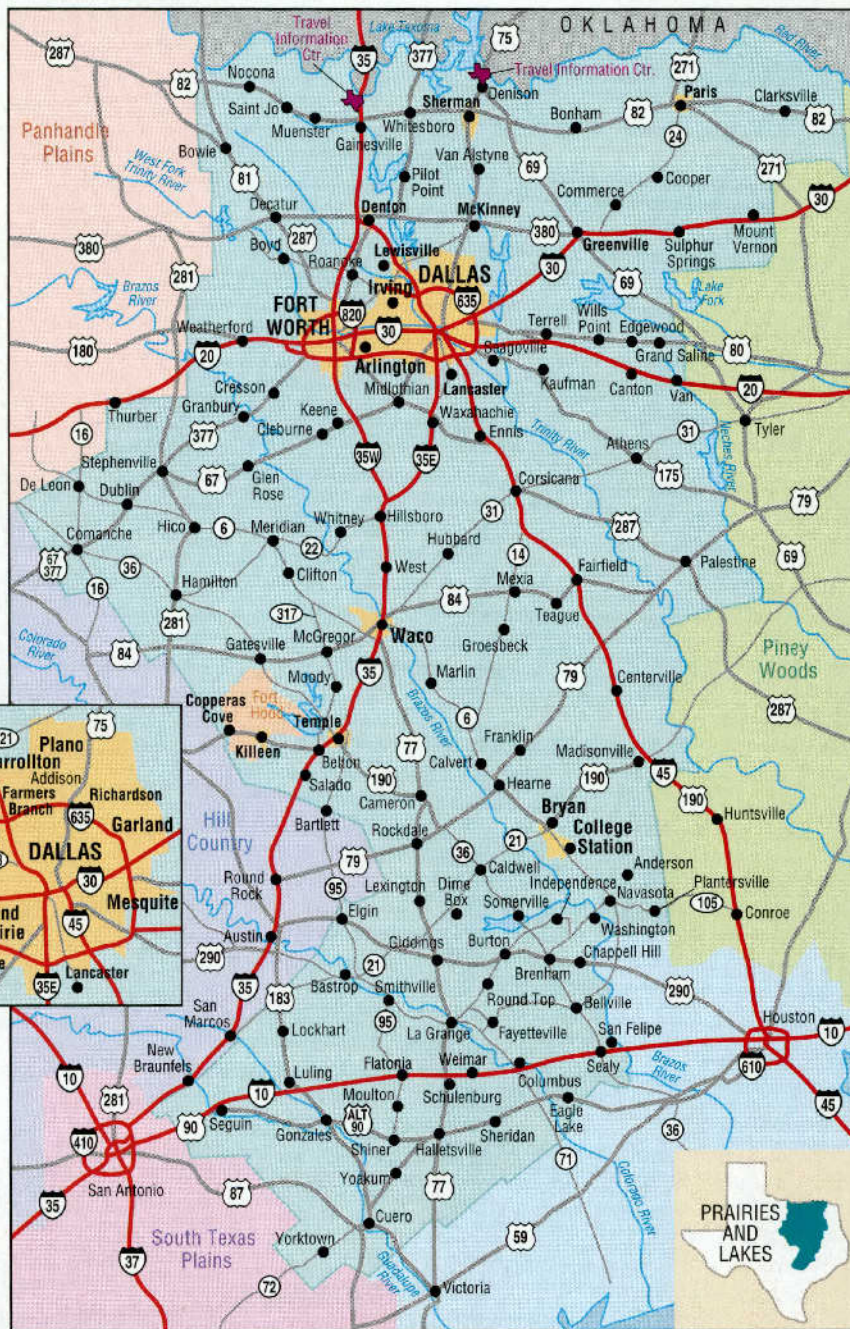 OKLAHOMA
Travel
Information
Ctr.
Lake Texoma
Red River
Travel Information Ctr.
287
35
377
75
271
82
Nocona
Denison
Saint Jo
Sherman
Paris
Clarksville
Muenster
Whitesboro
Bonham
82
82
Gainesville
24
Panhandle
Plains
Bowie
Van Alstyne
West Fork
Trinity River
81
Pilot
Point
69
271
Cooper
Commerce
30
Decatur
Denton
McKinney
380
287
380
Greenville
Sulphur
Springs
Mount
Vernon
Boyd
Lewisville
281
Roanoke
DALLAS
30
69
Brazos
River
Irving
635
Lake
Fork
FORT
WORTH
820
30
Wills
Point
Weatherford
Terrell
Edgewood
180
20
Grand Saline
80
Arlington
Seagoville
Lancaster
Kaufman
Canton
Van
20
Cresson
Midlothian
Thurber
Granbury
Keene
Waxahachie
Trinity River
16
377
Cleburne
Ennis
31
Tyler
Neches River
Stephenville
35W
35E
Athens
67
Glen
Rose
175
De Leon
Dublin
Corsicana
79
Hico
6
Meridian
Whitney
Hillsboro
31
287
Comanche
22
Hubbard
14
69
67
377
36
Clifton
West
Mexia
Fairfield
Palestine
16
Hamilton
317
84
Teague
281
Waco
Colorado
River
McGregor
Groesbeck
84
Gatesville
79
Piney
Woods
Moody
35
Marlin
Centerville
Copperas
Cove
Fort
Hood
Brazos River
6
287
Temple
Franklin
Madisonville
Killeen
77
Belton
Calvert
45
Salado
190
Hearne
190
190
Cameron
Bryan
Huntsville
Hill
Country
Bartlett
Rockdale
21
College
Station
36
79
Caldwell
Anderson
Round
Rock
95
Lexington
Dime
Box
Independence
Plantersville
Somerville
Navasota
105
Elgin
Conroe
Austin
Washington
290
Giddings
Burton
Chappell Hill
21
Brenham
35
183
Bastrop
Smithville
Round Top
290
San
Marcos
Bellville
Houston
95
La Grange
Fayetteville
San Felipe
10
Lockhart
New
Braunfels
Flatonia
Weimar
Brazos
River
610
10
Luling
10
Sealy
281
Moulton
Schulenburg
Columbus
45
90
ALT
90
Eagle
Lake
36
410
Seguin
Gonzales
Sheridan
Shiner
Hallettsville
71
San Antonio
Yoakum
Colorado River
35
87
77
South Texas
Plains
Cuero
59
Yorktown
37
Guadalupe
River
72
Victoria
75
21
Plano
Addison
Farmers
Branch
Richardson
635
Garland
DALLAS
30
Mesquite
45
35E
Lancaster
PRAIRIES
AND
LAKES